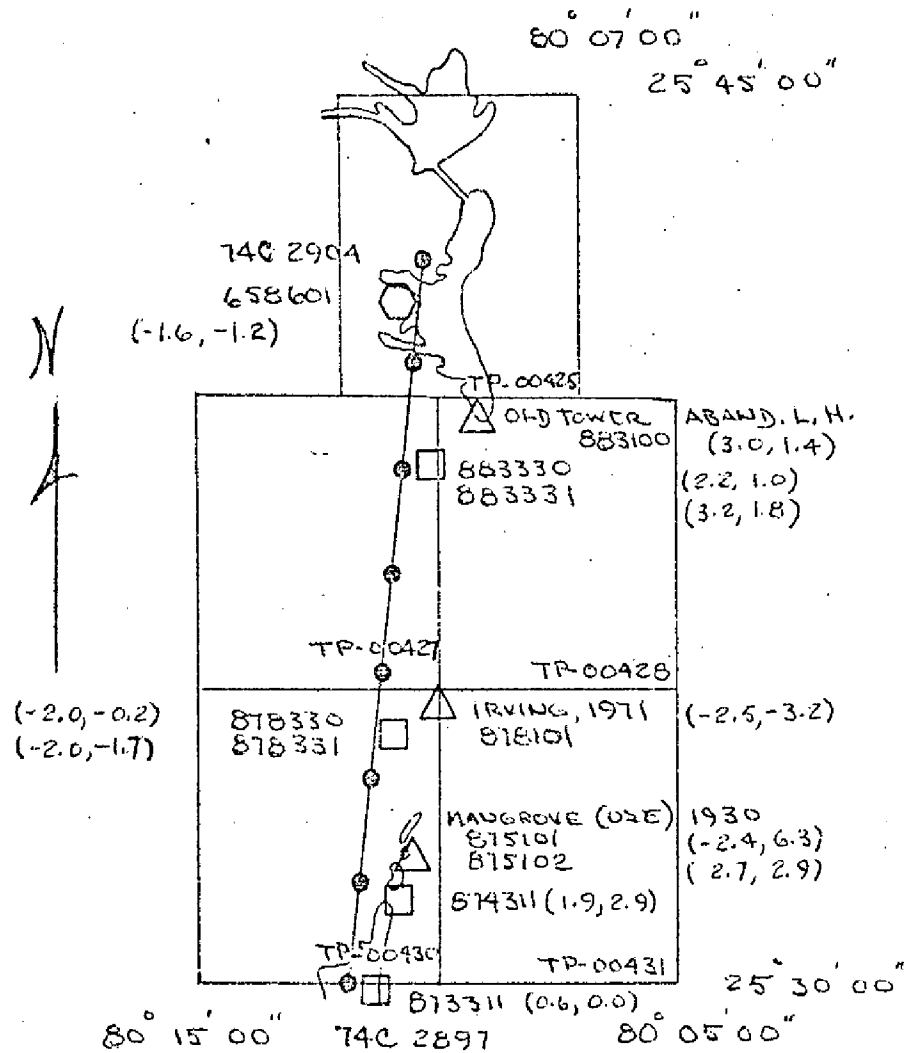 80° 07' 00"
25° 45' 00"
74C 2904
658601
(-1.6, -1.2)
N
TP-00425
OLD TOWER ABAND. L. H.
883100 (3.0, 1.4)
883330 (2.2, 1.0)
883331 (3.2, 1.8)
TP-00427
TP-00428
(-2.0, -0.2)
(-2.0, -1.7)
878330
878331
IRVING, 1971 (-2.5, -3.2)
878101
MANGROVE (USE) 1930
875101 (-2.4, 6.3)
875102 (2.7, 2.9)
874311 (1.9, 2.9)
TP-00430
TP-00431
25° 30' 00"
873311 (0.6, 0.0)
80° 15' 00" 74C 2897 80° 05' 00"